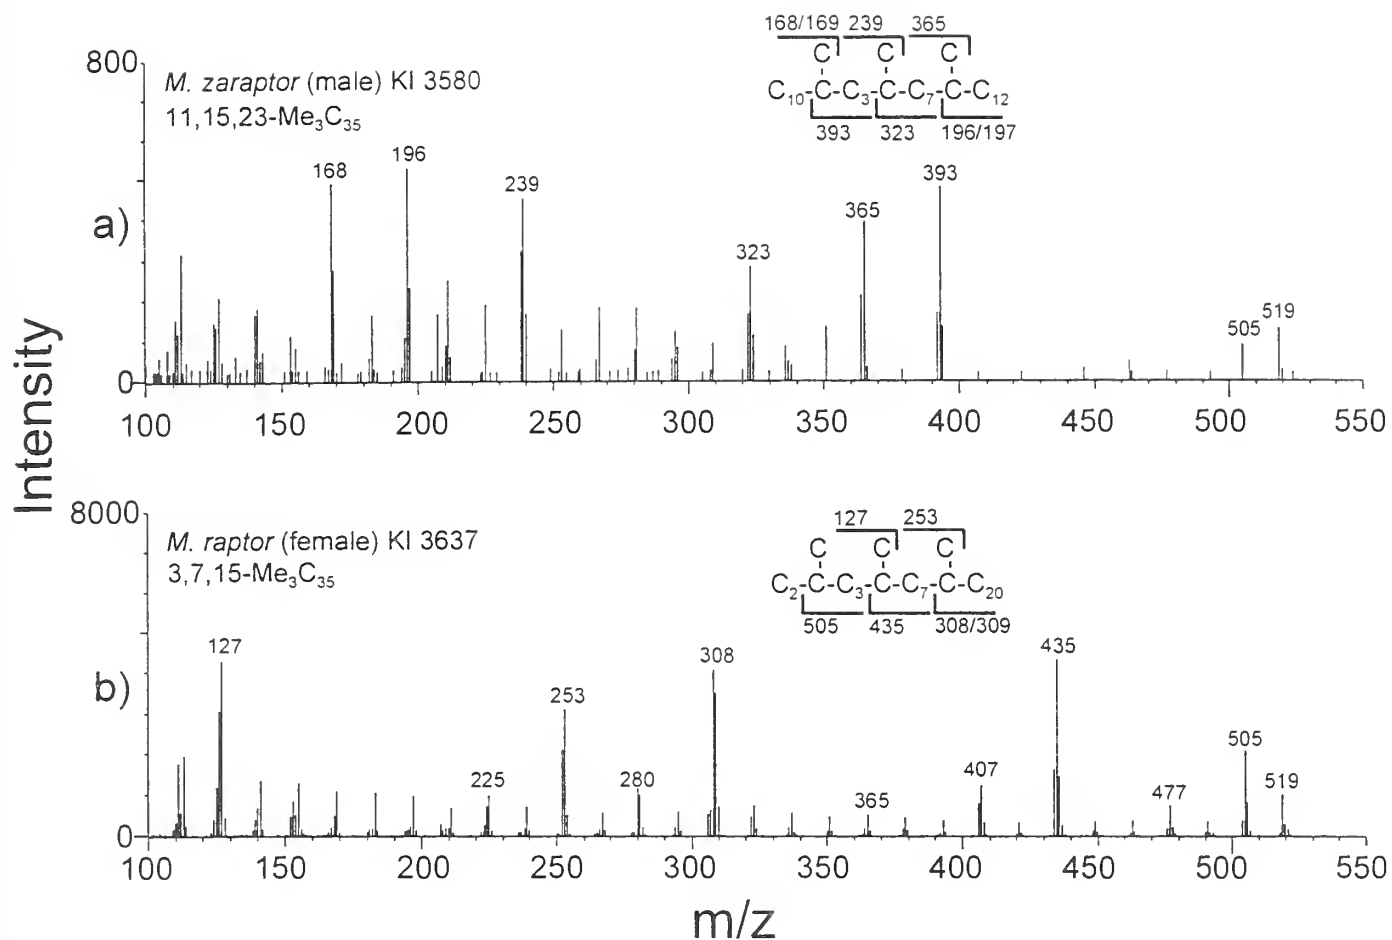 168/169 239 365
C C C
C₁₀-C-C₃-C-C₇-C-C₁₂
393 323 196/197
800
M. zaraptor (male) KI 3580
11,15,23-Me₃C₃₅
168
196
239
323
365
393
505
519
a)
0
100 150 200 250 300 350 400 450 500 550
Intensity
127 253
C C C
C₂-C-C₃-C-C₇-C-C₂₀
505 435 308/309
8000
M. raptor (female) KI 3637
3,7,15-Me₃C₃₅
127
225
253
280
308
365
407
435
477
505
519
b)
0
100 150 200 250 300 350 400 450 500 550
m/z